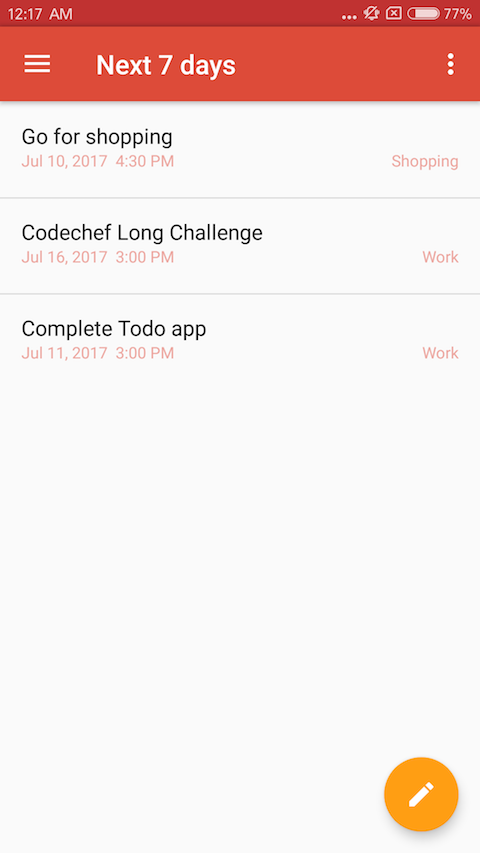 12:17 AM 77%
Next 7 days
Go for shopping
Jul 10, 2017 4:30 PM Shopping
Codechef Long Challenge
Jul 16, 2017 3:00 PM Work
Complete Todo app
Jul 11, 2017 3:00 PM Work